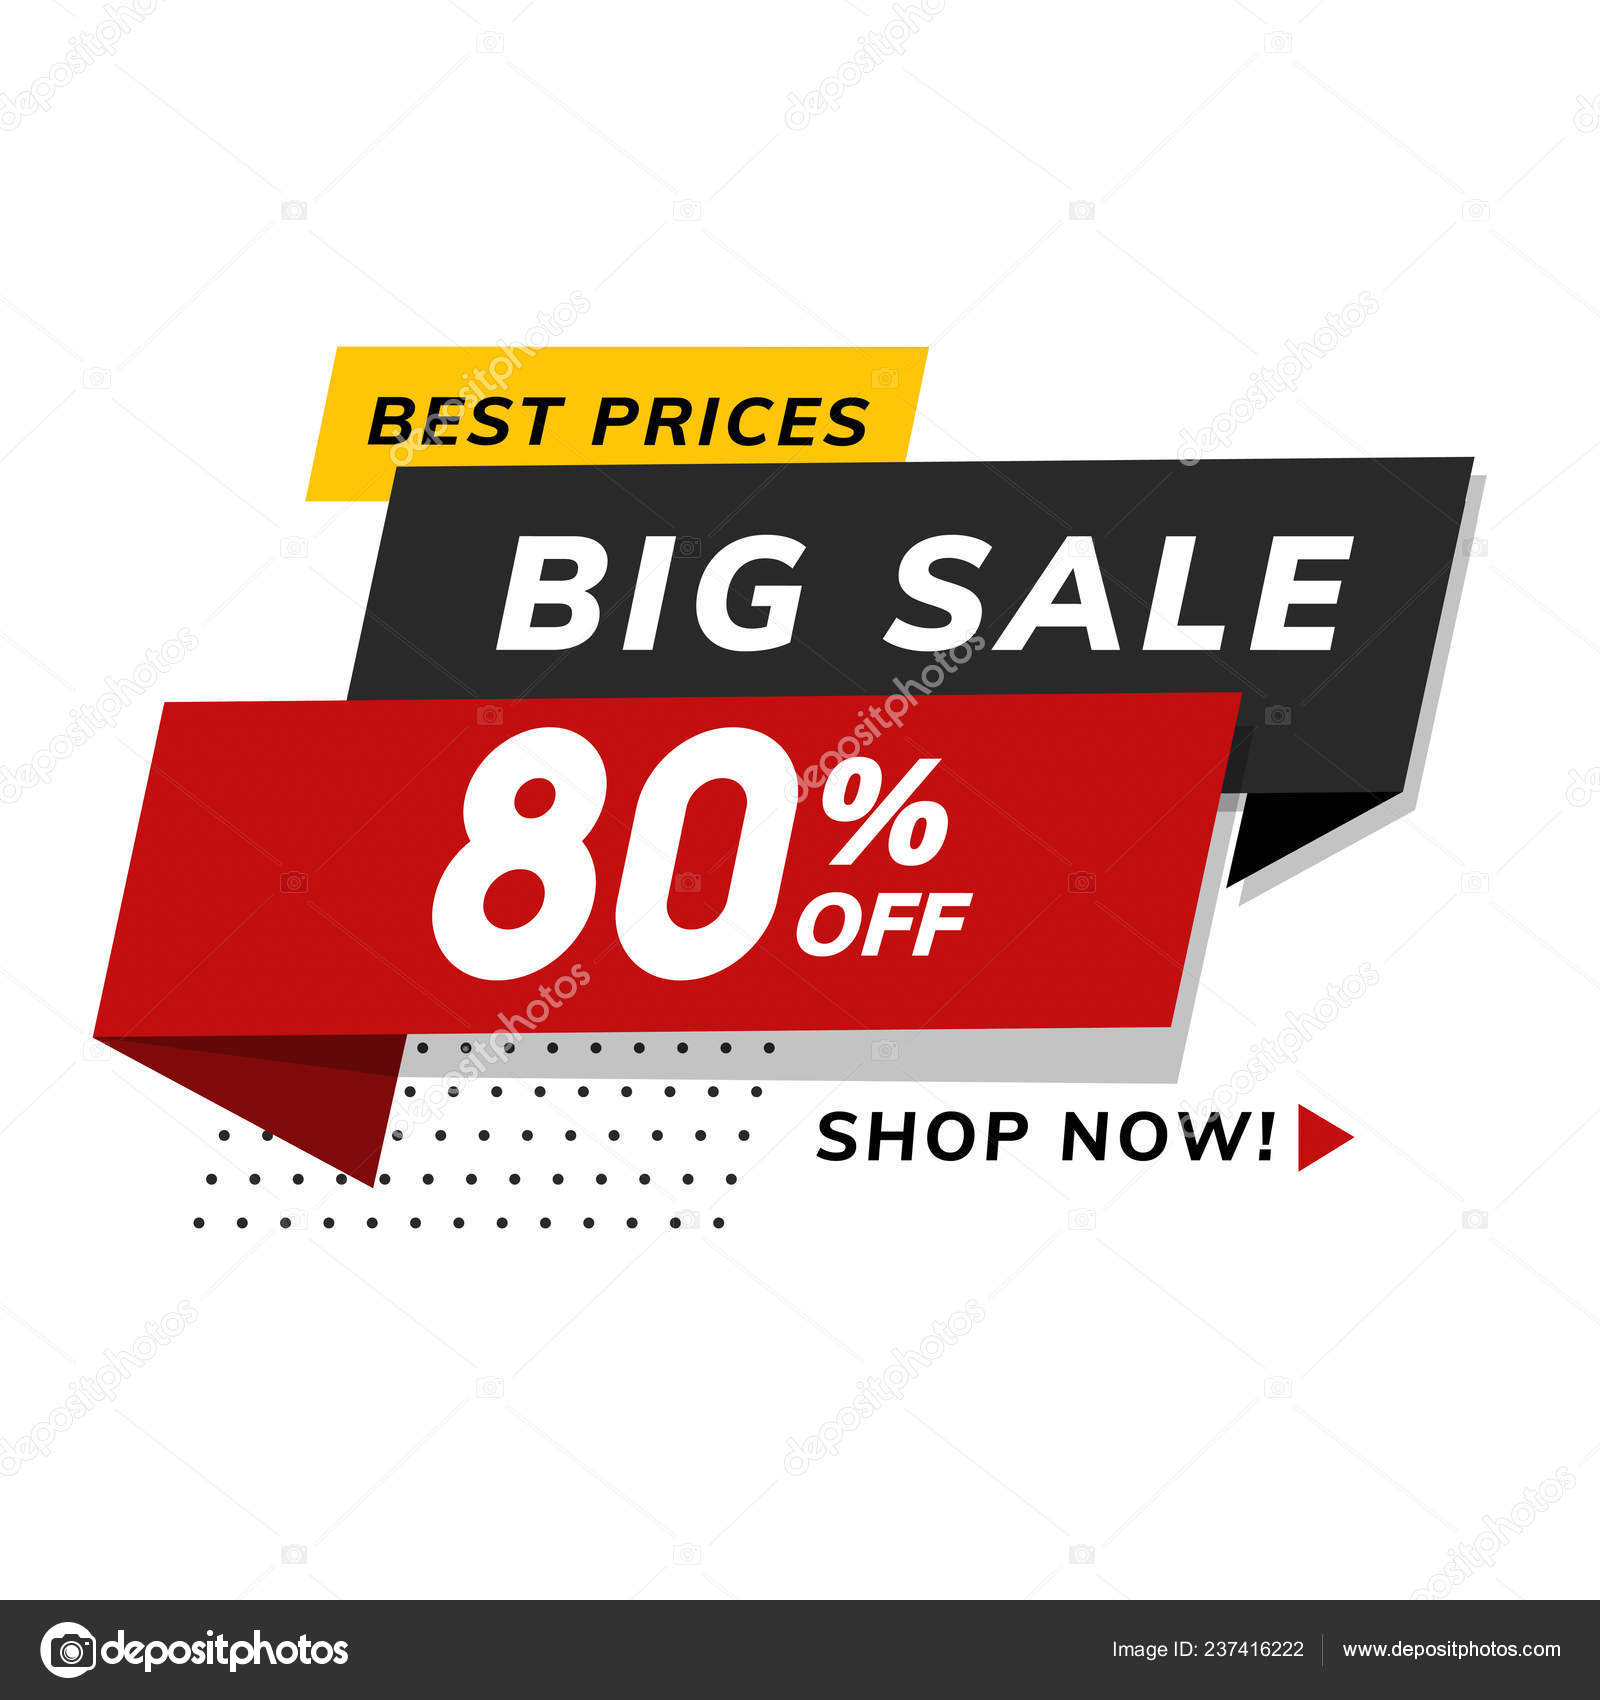 BEST PRICES
BIG SALE
80%
OFF
SHOP NOW!
depositphotos
Image ID: 237416222
www.depositphotos.com